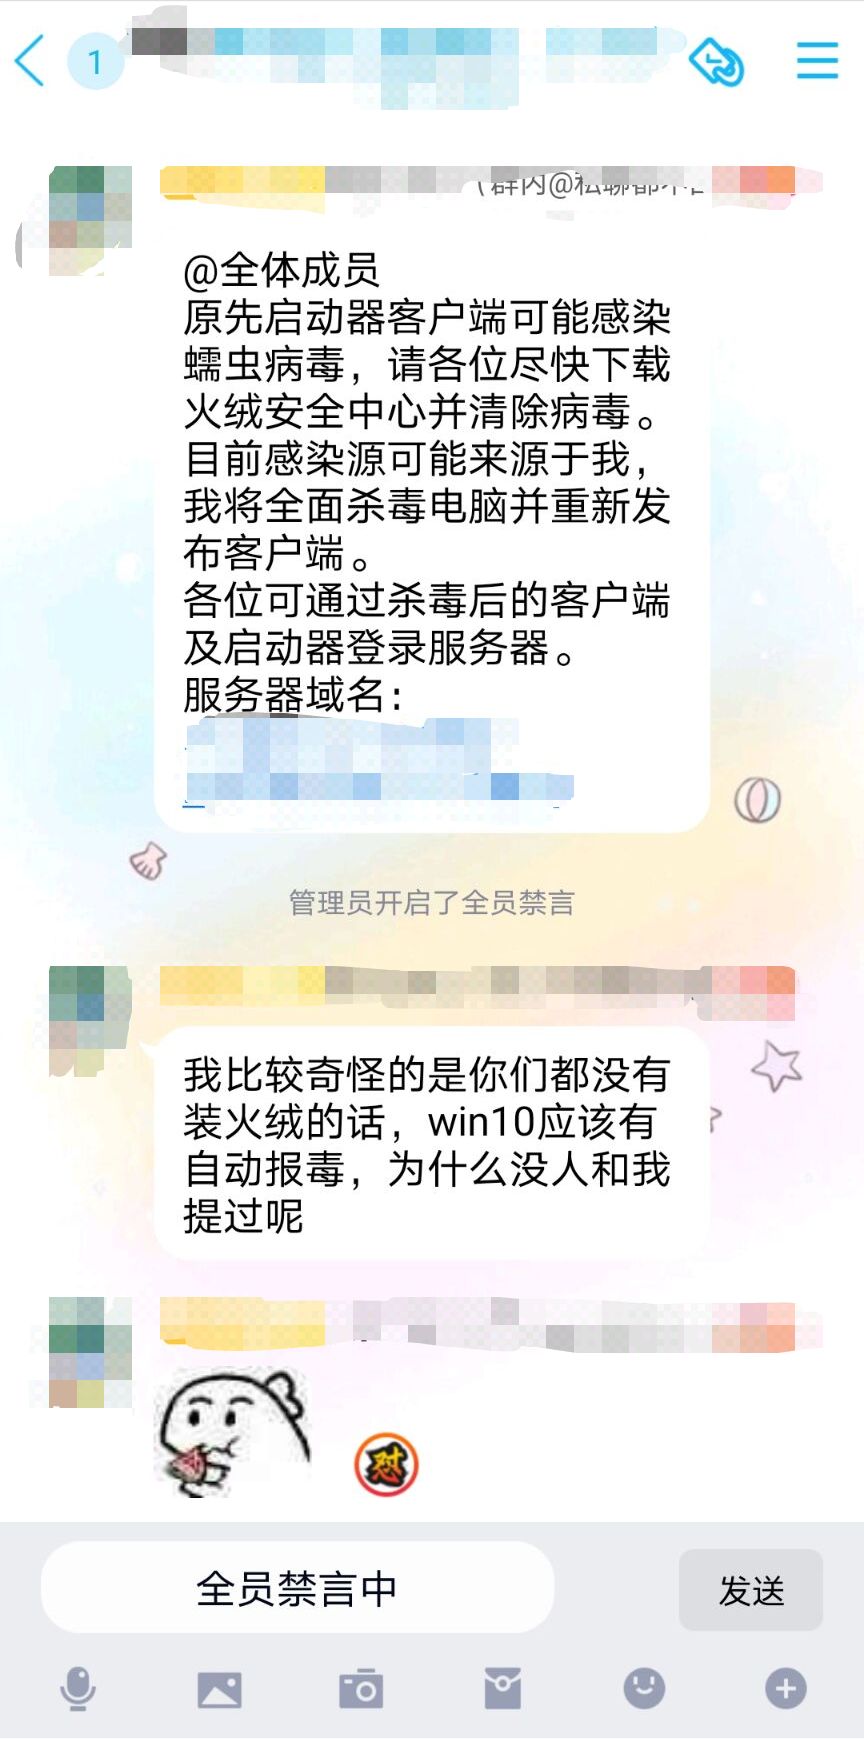 1
(群内@私聊都不
@全体成员
原先启动器客户端可能感染
蠕虫病毒，请各位尽快下载
火绒安全中心并清除病毒。
目前感染源可能来源于我，
我将全面杀毒电脑并重新发
布客户端。
各位可通过杀毒后的客户端
及启动器登录服务器。
服务器域名：
管理员开启了全员禁言
我比较奇怪的是你们都没有
装火绒的话，win10应该有
自动报毒，为什么没人和我
提过呢
怼
全员禁言中
发送